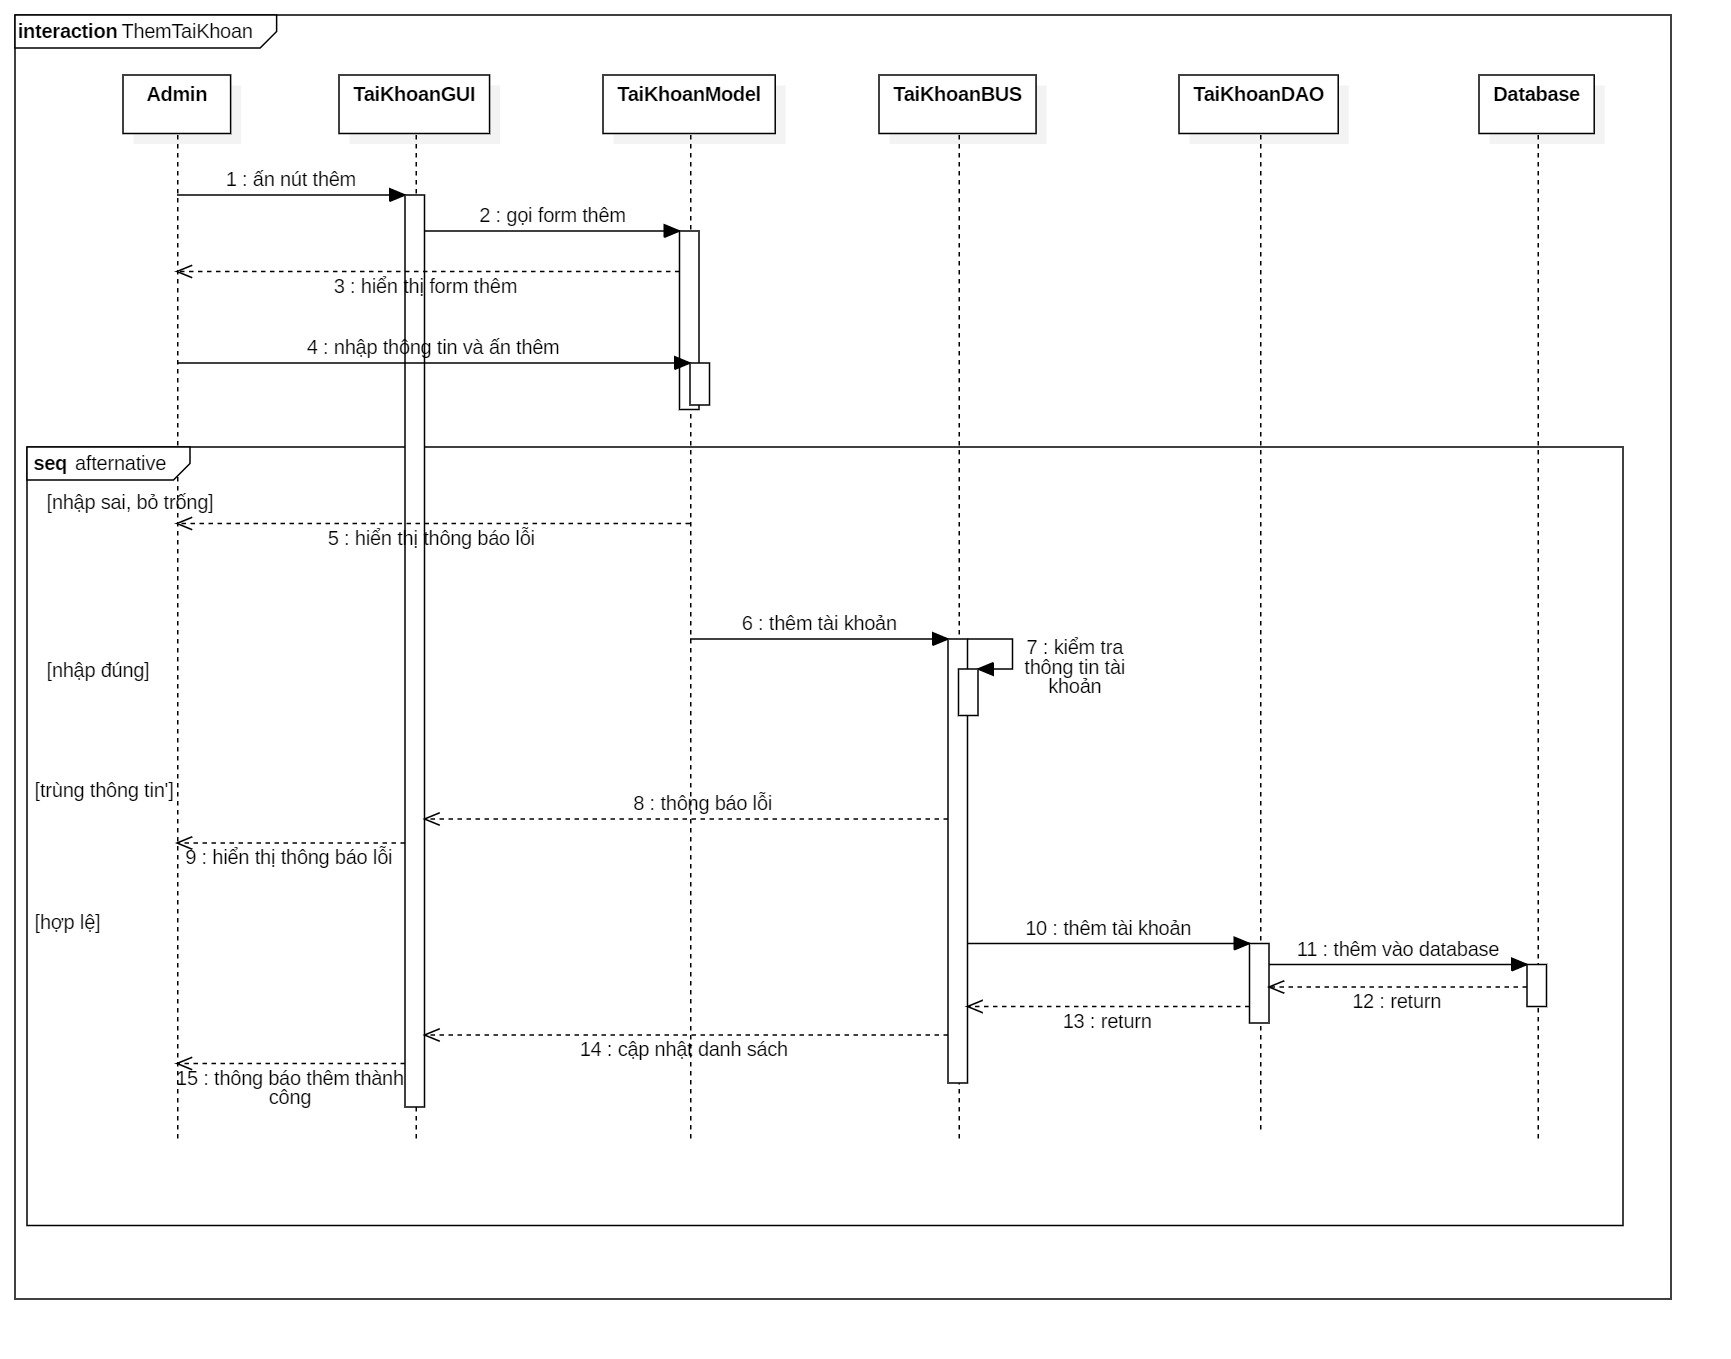 interaction ThemTaiKhoan
Admin
TaiKhoanGUI
TaiKhoanModel
TaiKhoanBUS
TaiKhoanDAO
Database
1 : ấn nút thêm
2 : gọi form thêm
3 : hiển thị form thêm
4 : nhập thông tin và ấn thêm
seq afternative
[nhập sai, bỏ trống]
5 : hiển thị thông báo lỗi
6 : thêm tài khoản
7 : kiểm tra
thông tin tài
khoản
[nhập đúng]
[trùng thông tin']
8 : thông báo lỗi
9 : hiển thị thông báo lỗi
[hợp lệ]
10 : thêm tài khoản
11 : thêm vào database
12 : return
13 : return
14 : cập nhật danh sách
15 : thông báo thêm thành
công